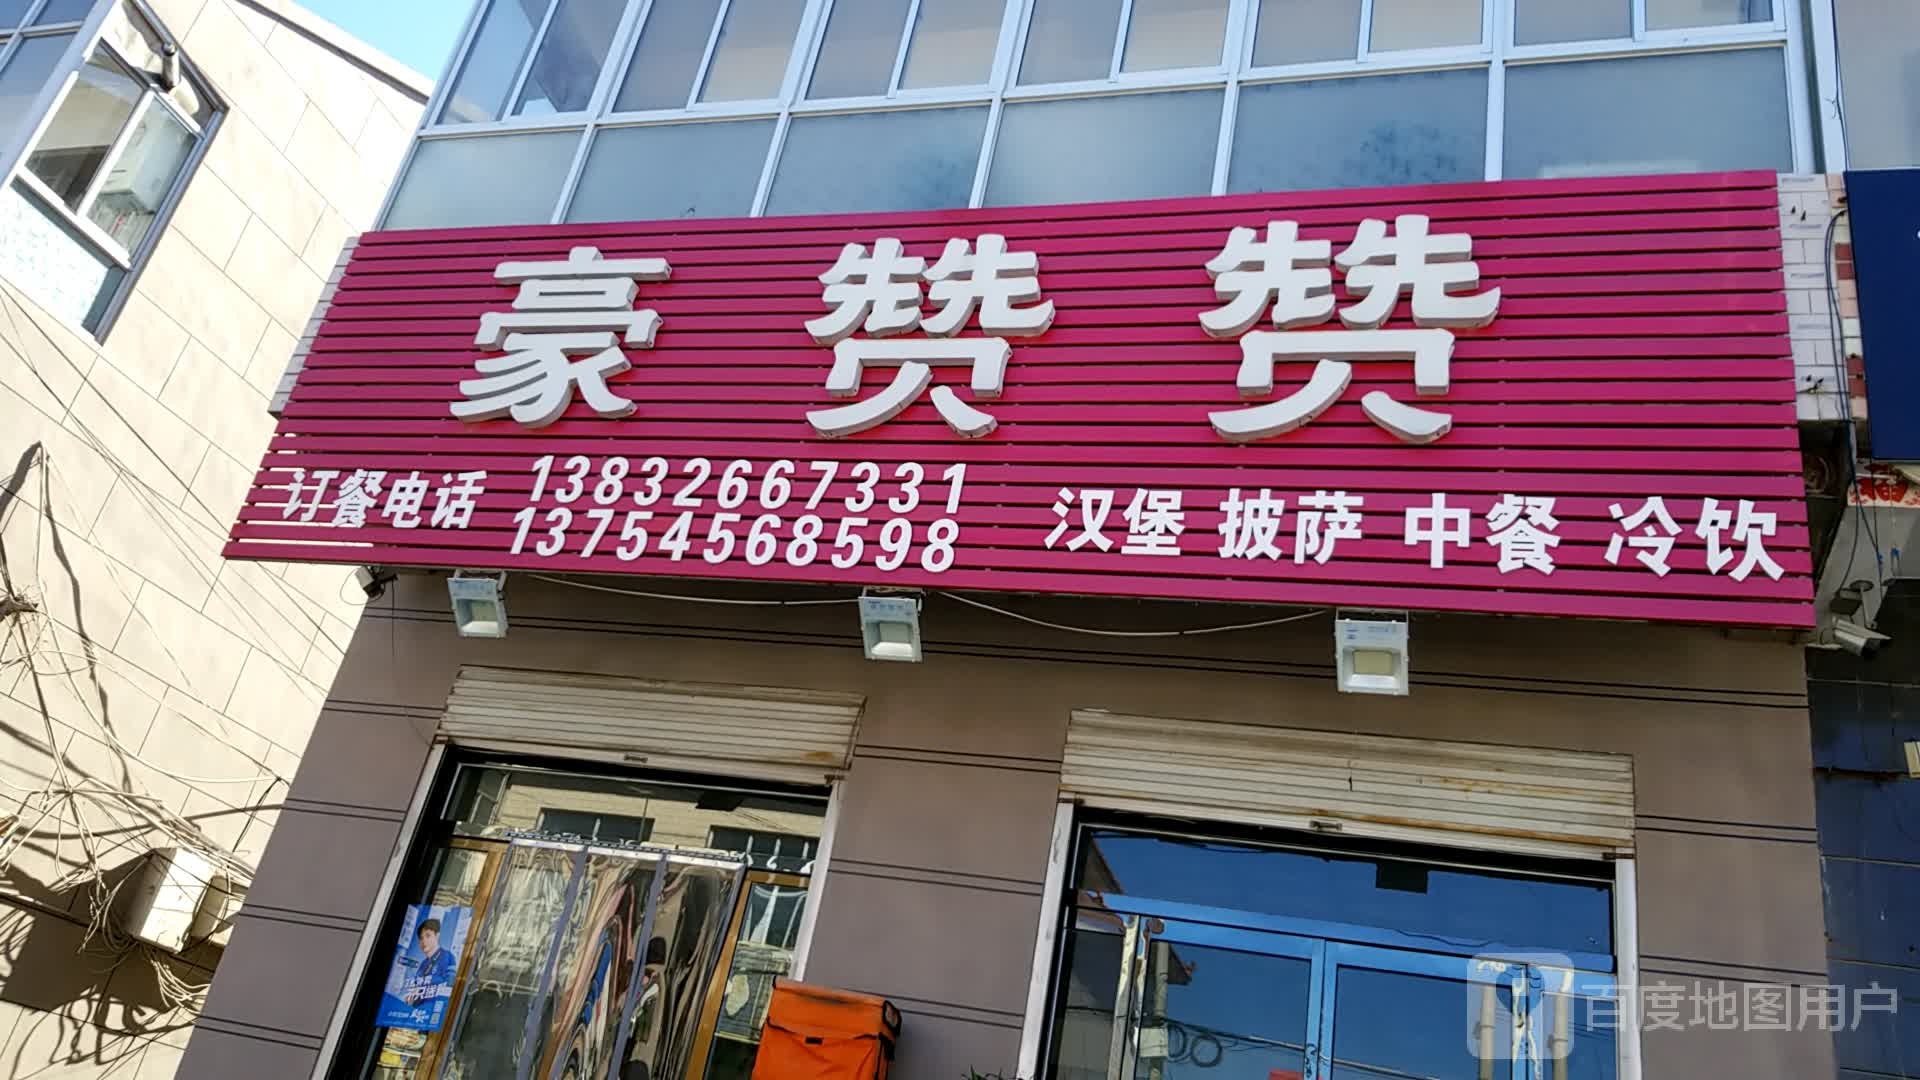 豪赞赞
订餐电话 13832667331
13754568598
汉堡 披萨 中餐 冷饮
百度地图用户